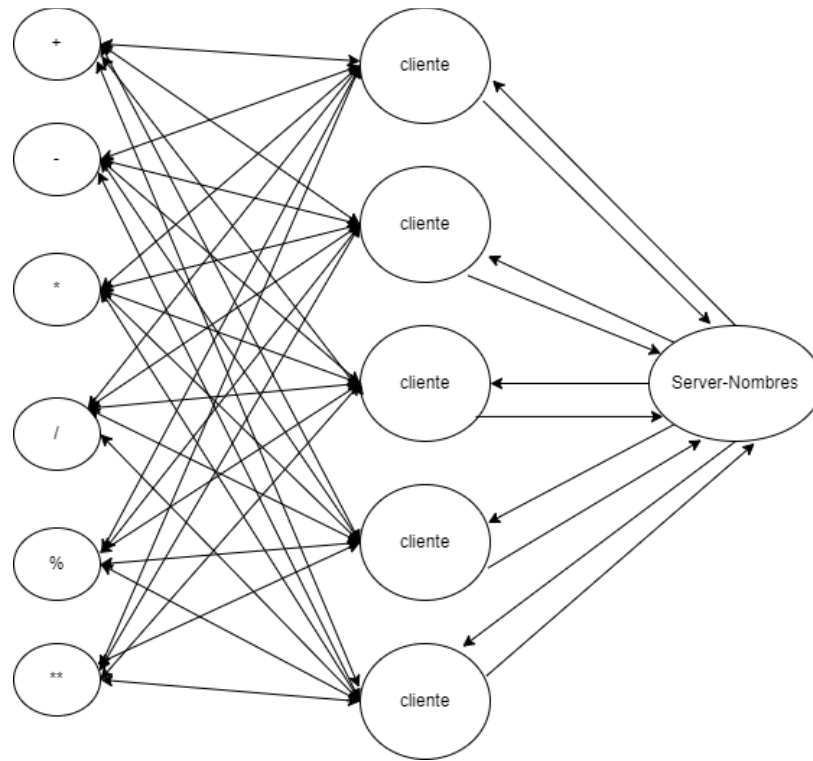 +
-
*
/
%
**
cliente
cliente
cliente
cliente
cliente
Server-Nombres